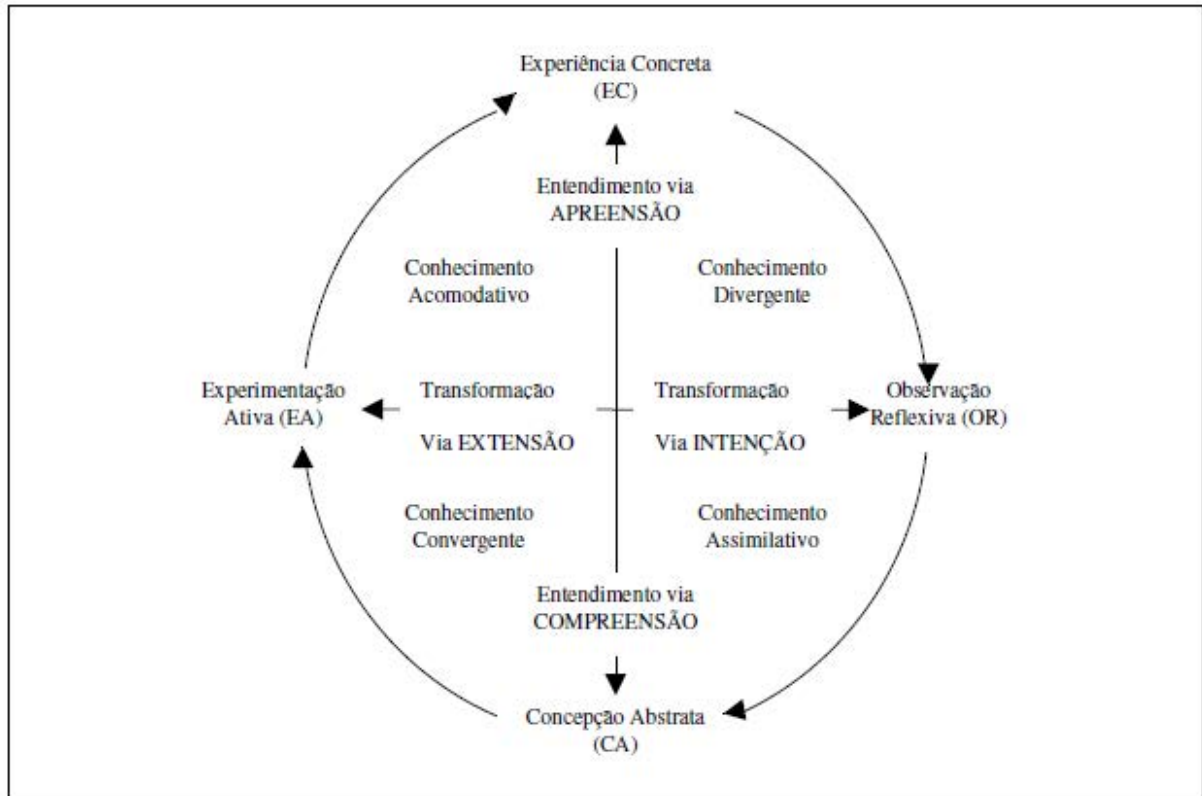 Experiência Concreta
(EC)
Entendimento via
APREENSÃO
Conhecimento
Acomodativo
Conhecimento
Divergente
Experimentação
Ativa (EA)
Transformação
Via EXTENSÃO
Transformação
Via INTENÇÃO
Observação
Reflexiva (OR)
Conhecimento
Convergente
Conhecimento
Assimilativo
Entendimento via
COMPREENSÃO
Concepção Abstrata
(CA)